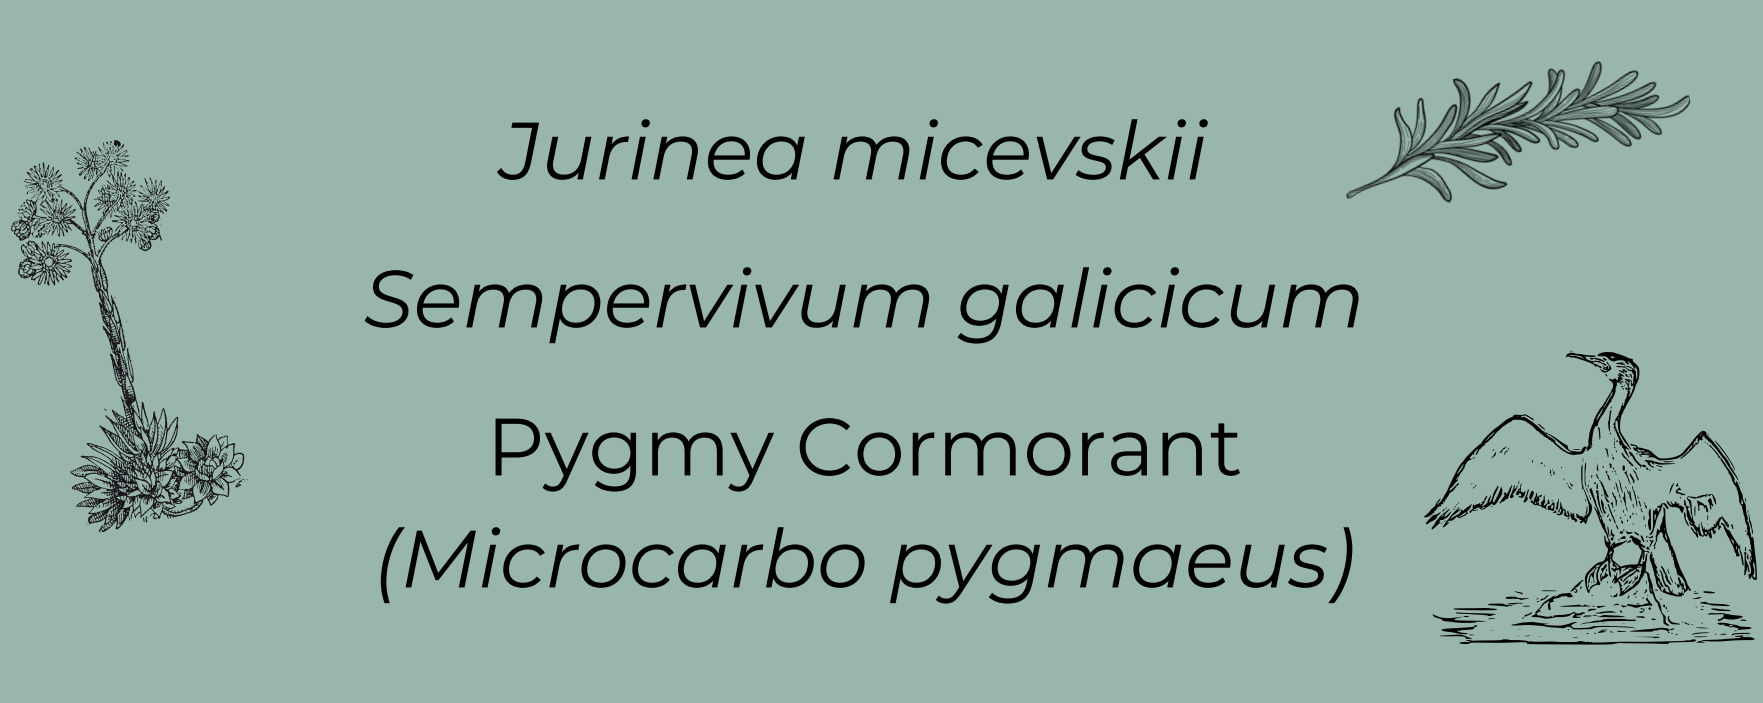 Jurinea micevskii
Sempervivum galicicum
Pygmy Cormorant
(Microcarbo pygmaeus)